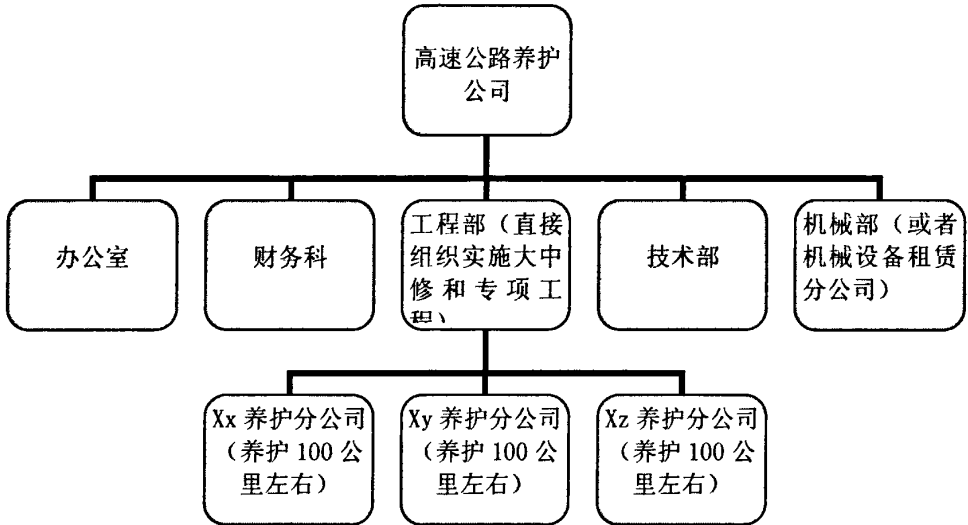 高速公路养护
公司
办公室
财务科
工程部（直接
组织实施大中
修和专项工
程）
技术部
机械部（或者
机械设备租赁
分公司）
Xx 养护分公司
（养护 100 公
里左右）
Xy 养护分公司
（养护 100 公
里左右）
Xz 养护分公司
（养护 100 公
里左右）